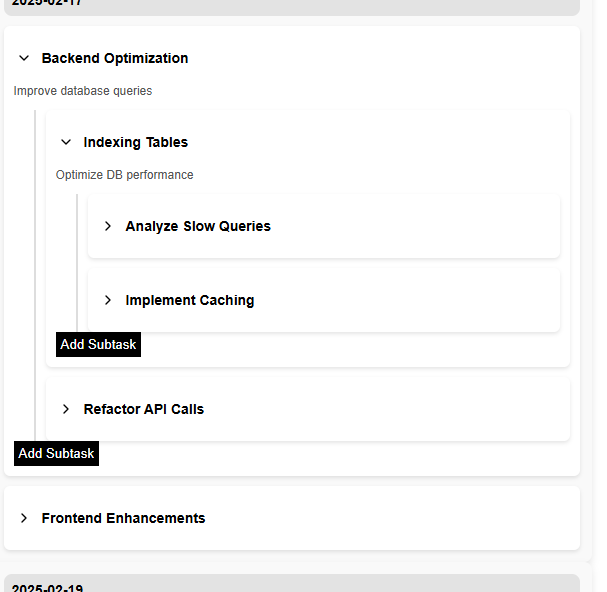 2025-02-17
Backend Optimization
Improve database queries
Indexing Tables
Optimize DB performance
Analyze Slow Queries
Implement Caching
Add Subtask
Refactor API Calls
Add Subtask
Frontend Enhancements
2025-02-19